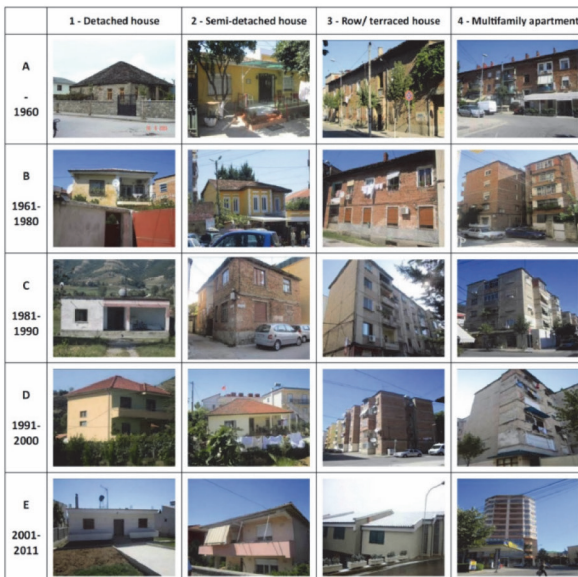 1 - Detached house
2 - Semi-detached house
3 - Row/ terraced house
4 - Multifamily apartment
A
-
1960
B
1961-
1980
C
1981-
1990
D
1991-
2000
E
2001-
2011